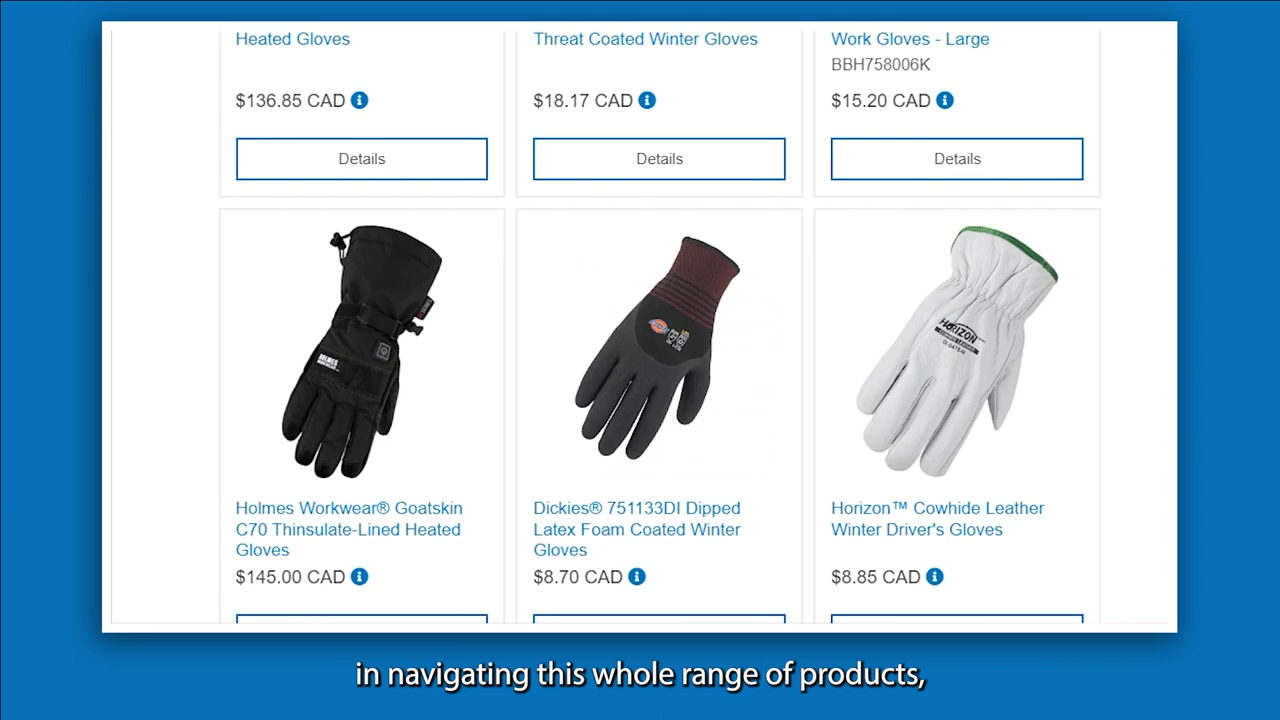 Heated Gloves
Threat Coated Winter Gloves
Work Gloves - Large
BBH758006K
$136.85 CAD
$18.17 CAD
$15.20 CAD
Details
Details
Details
HOLMES
Dickies
HORIZON
Holmes Workwear® Goatskin
C70 Thinsulate-Lined Heated
Gloves
$145.00 CAD
Dickies® 751133DI Dipped
Latex Foam Coated Winter
Gloves
$8.70 CAD
Horizon™ Cowhide Leather
Winter Driver's Gloves
$8.85 CAD
in navigating this whole range of products,